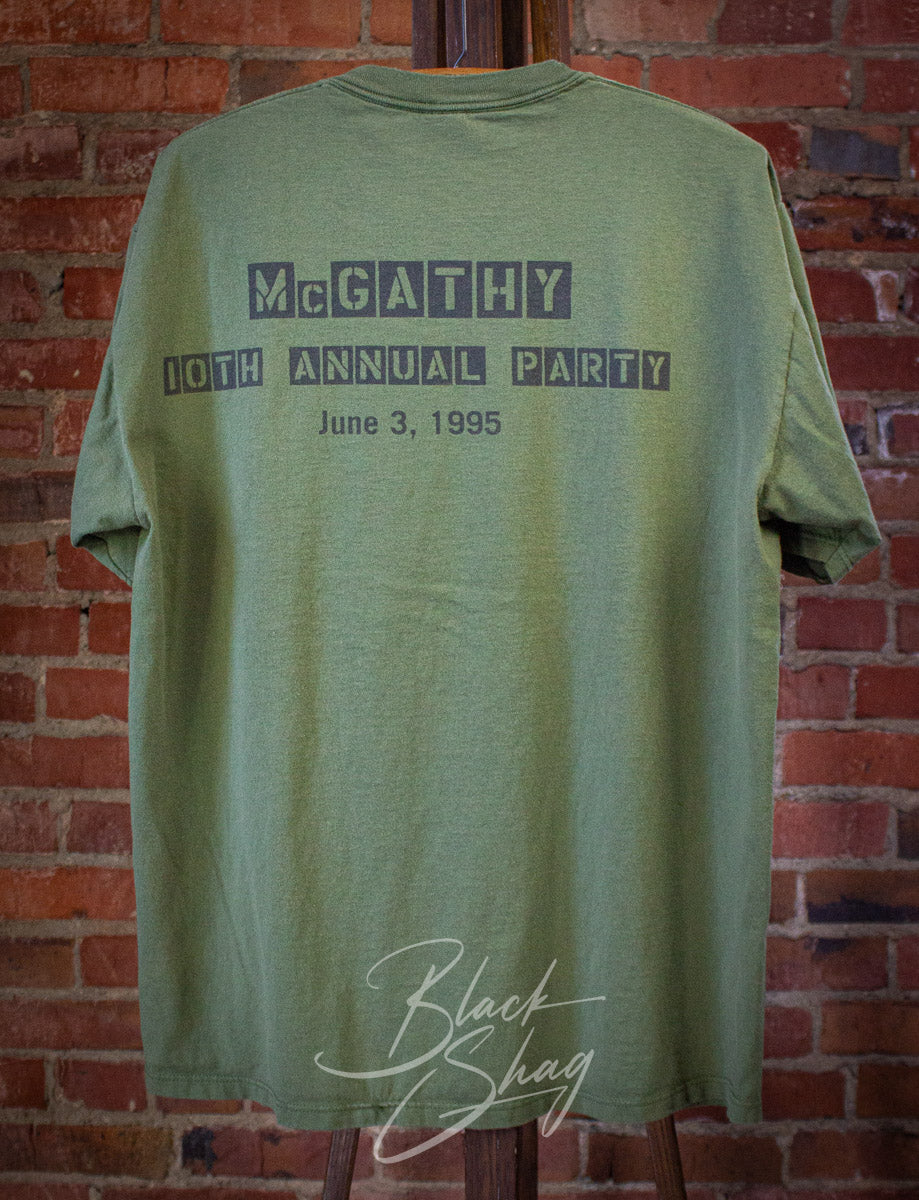 McGATHY
10TH ANNUAL PARTY
June 3, 1995
Black
Shag